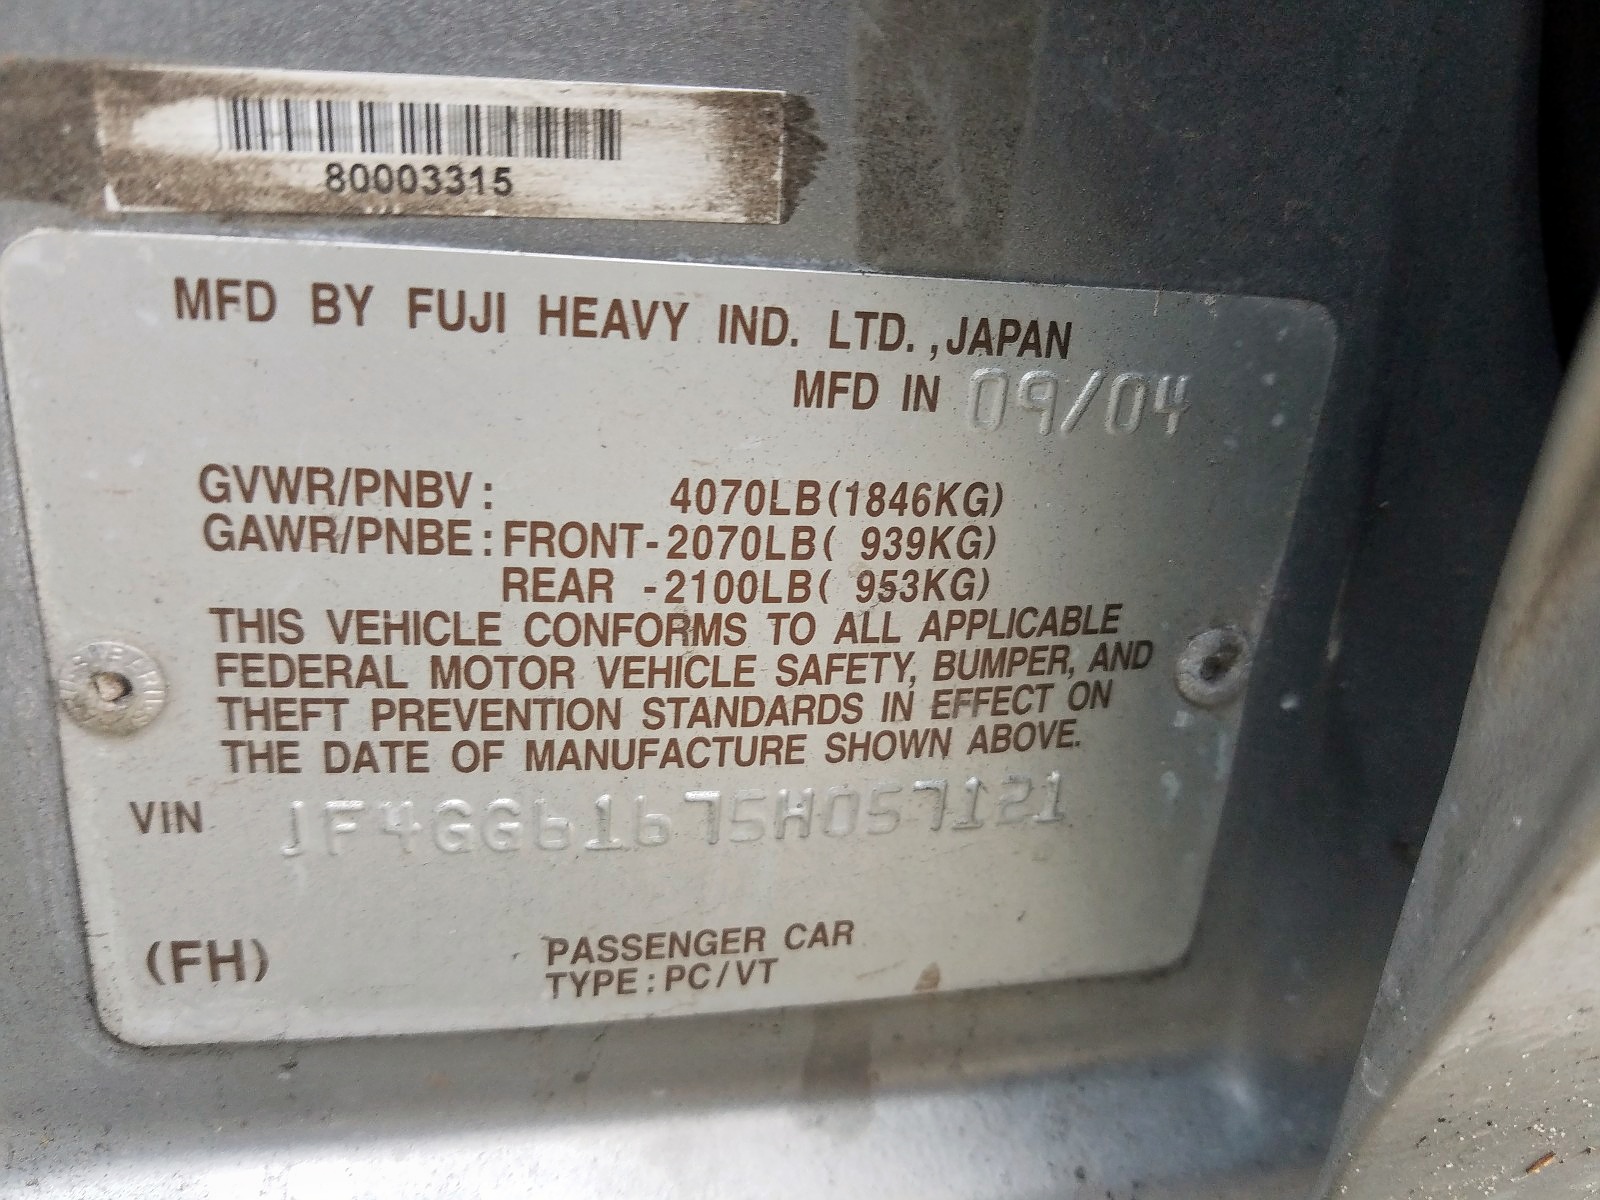 80003315
MFD BY FUJI HEAVY IND. LTD. ,JAPAN
MFD IN 09/04
GVWR/PNBV: 4070LB(1846KG)
GAWR/PNBE: FRONT-2070LB( 939KG)
REAR -2100LB( 953KG)
THIS VEHICLE CONFORMS TO ALL APPLICABLE
FEDERAL MOTOR VEHICLE SAFETY, BUMPER, AND
THEFT PREVENTION STANDARDS IN EFFECT ON
THE DATE OF MANUFACTURE SHOWN ABOVE.
VIN JF4GG61675H057121
(FH) PASSENGER CAR
TYPE: PC/VT